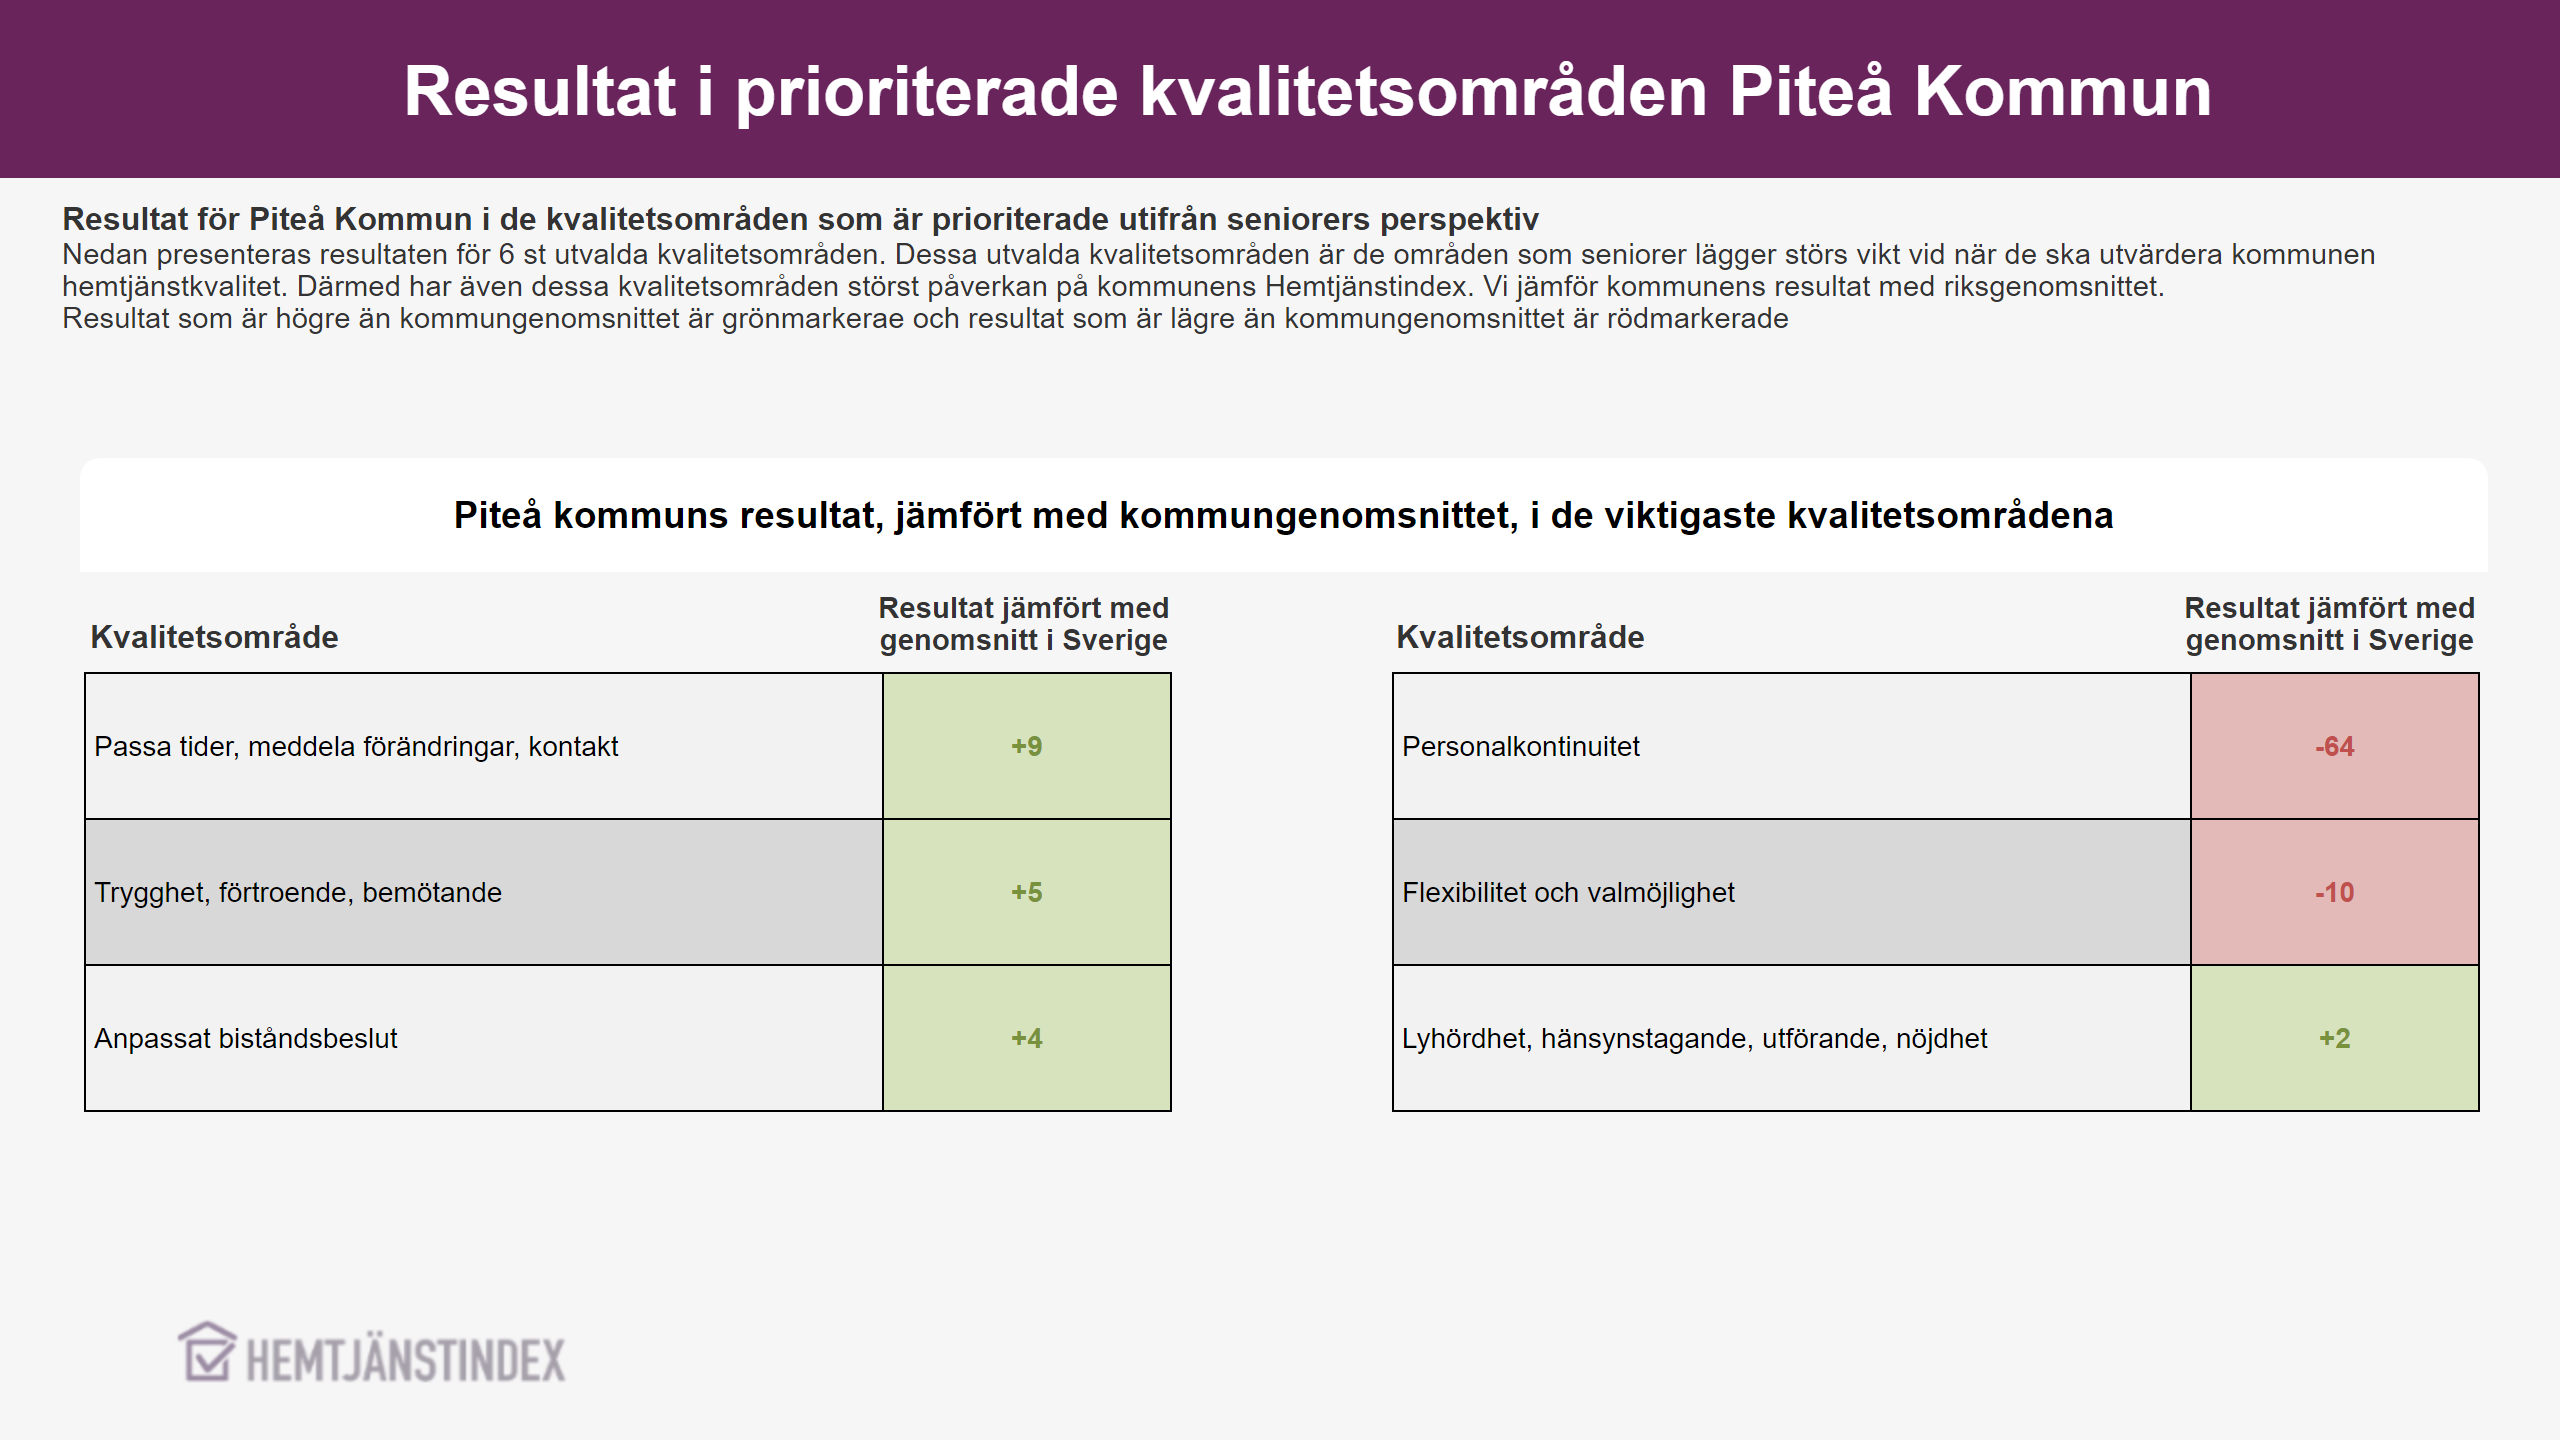 Resultat i prioriterade kvalitetsområden Piteå Kommun
Resultat för Piteå Kommun i de kvalitetsområden som är prioriterade utifrån seniorers perspektiv
Nedan presenteras resultaten för 6 st utvalda kvalitetsområden. Dessa utvalda kvalitetsområden är de områden som seniorer lägger störs vikt vid när de ska utvärdera kommunen
hemtjänstkvalitet. Därmed har även dessa kvalitetsområden störst påverkan på kommunens Hemtjänstindex. Vi jämför kommunens resultat med riksgenomsnittet.
Resultat som är högre än kommungenomsnittet är grönmarkerae och resultat som är lägre än kommungenomsnittet är rödmarkerade
Piteå kommuns resultat, jämfört med kommungenomsnittet, i de viktigaste kvalitetsområdena
Kvalitetsområde
Resultat jämfört med
genomsnitt i Sverige
Passa tider, meddela förändringar, kontakt
+9
Trygghet, förtroende, bemötande
+5
Anpassat biståndsbeslut
+4
Kvalitetsområde
Resultat jämfört med
genomsnitt i Sverige
Personalkontinuitet
-64
Flexibilitet och valmöjlighet
-10
Lyhördhet, hänsynstagande, utförande, nöjdhet
+2
HEMTJÄNSTINDEX